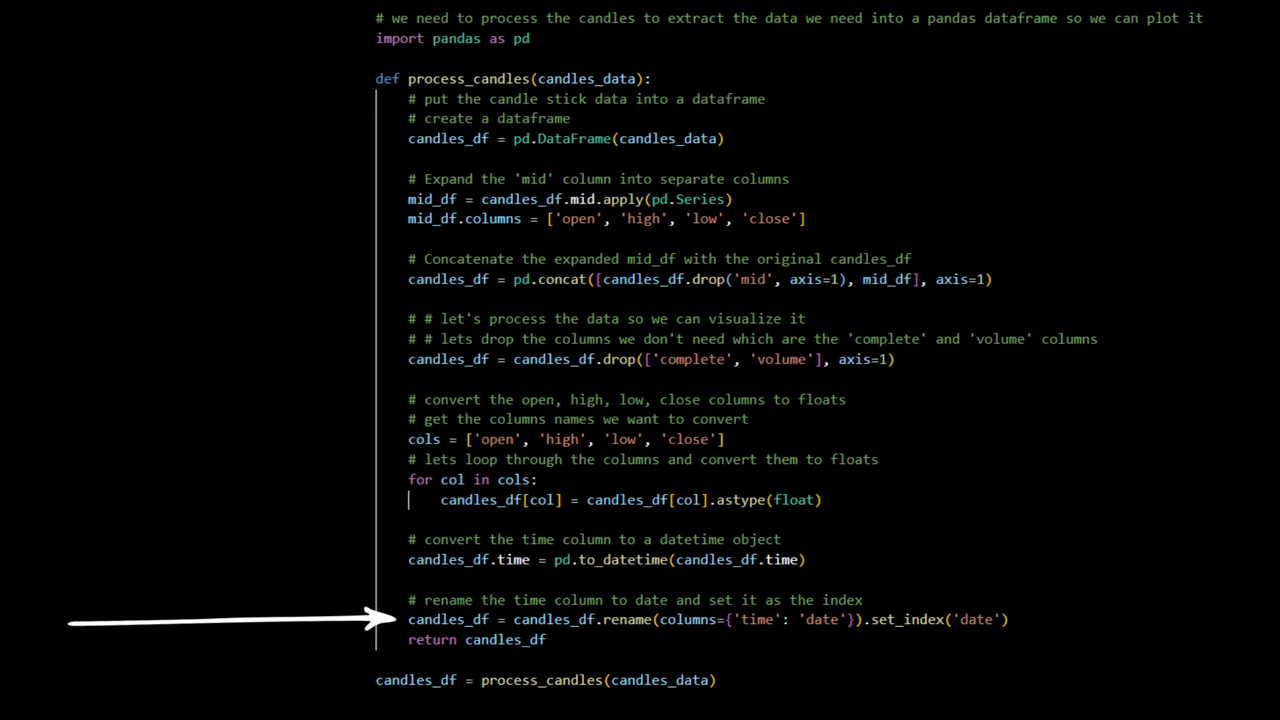 # we need to process the candles to extract the data we need into a pandas dataframe so we can plot it
import pandas as pd
def process_candles(candles_data):
# put the candle stick data into a dataframe
# create a dataframe
candles_df = pd.DataFrame(candles_data)
# Expand the 'mid' column into separate columns
mid_df = candles_df.mid.apply(pd.Series)
mid_df.columns = ['open', 'high', 'low', 'close']
# Concatenate the expanded mid_df with the original candles_df
candles_df = pd.concat([candles_df.drop('mid', axis=1), mid_df], axis=1)
# # let's process the data so we can visualize it
# # lets drop the columns we don't need which are the 'complete' and 'volume' columns
candles_df = candles_df.drop(['complete', 'volume'], axis=1)
# convert the open, high, low, close columns to floats
# get the columns names we want to convert
cols = ['open', 'high', 'low', 'close']
# lets loop through the columns and convert them to floats
for col in cols:
candles_df[col] = candles_df[col].astype(float)
# convert the time column to a datetime object
candles_df.time = pd.to_datetime(candles_df.time)
# rename the time column to date and set it as the index
candles_df = candles_df.rename(columns={'time': 'date'}).set_index('date')
return candles_df
candles_df = process_candles(candles_data)